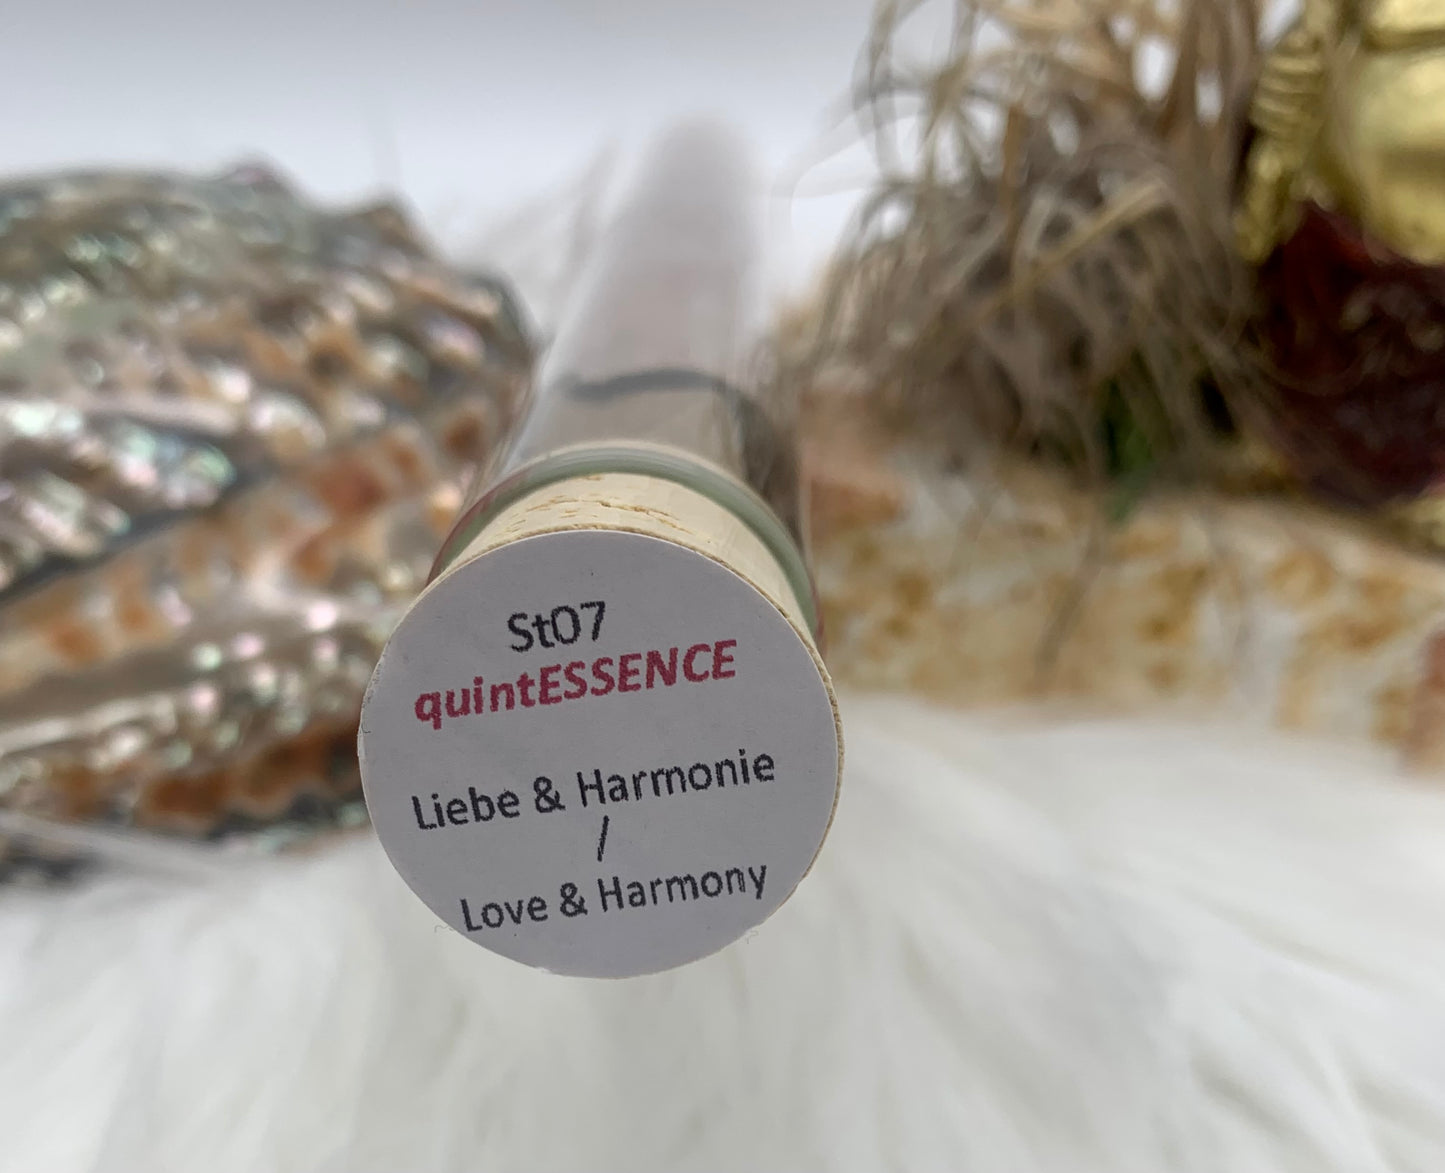 St07
quintESSENCE
Liebe & Harmonie
/
Love & Harmony